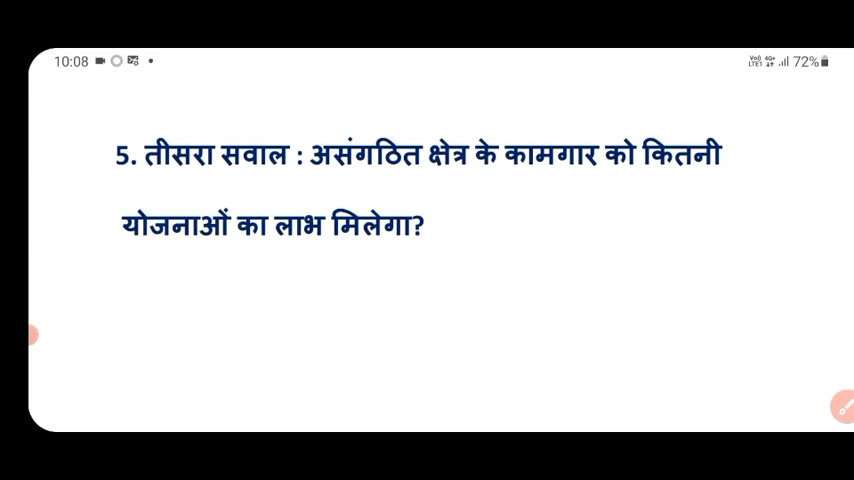 10:08 72%
5. तीसरा सवाल : असंगठित क्षेत्र के कामगार को कितनी
योजनाओं का लाभ मिलेगा?